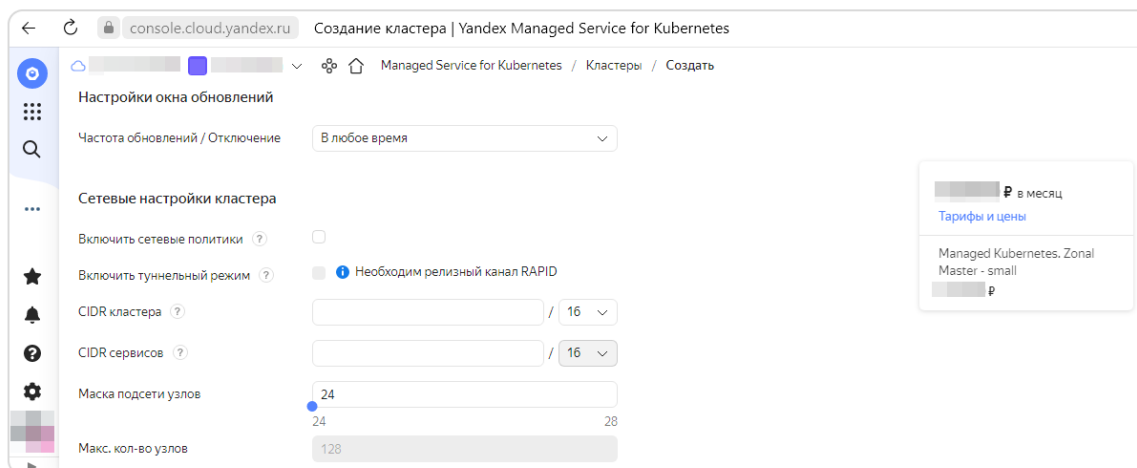 console.cloud.yandex.ru Создание кластера | Yandex Managed Service for Kubernetes
Managed Service for Kubernetes / Кластеры / Создать
Настройки окна обновлений
Частота обновлений / Отключение В любое время
Сетевые настройки кластера
Включить сетевые политики ?
Включить туннельный режим ? i Необходим релизный канал RAPID
CIDR кластера ? / 16
CIDR сервисов ? / 16
Маска подсети узлов 24
24 28
Макс. кол-во узлов 128
₽ в месяц
Тарифы и цены
Managed Kubernetes. Zonal
Master - small
₽